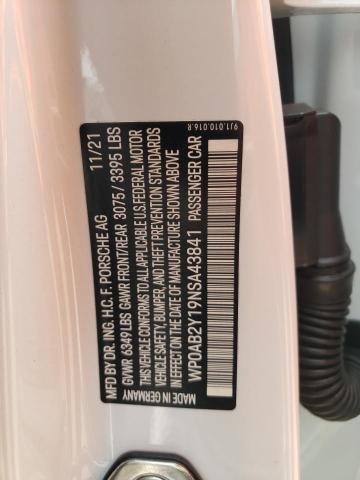 MFD BY DR. ING. H.C. F. PORSCHE AG 11/21
GVWR 6349 LBS GAWR FRONT/REAR 3075 / 3395 LBS
THIS VEHICLE CONFORMS TO ALL APPLICABLE U.S. FEDERAL MOTOR
VEHICLE SAFETY, BUMPER, AND THEFT PREVENTION STANDARDS
IN EFFECT ON THE DATE OF MANUFACTURE SHOWN ABOVE
WP0AB2Y19NSA43841 PASSENGER CAR
MADE IN GERMANY
9J1.010.016.R